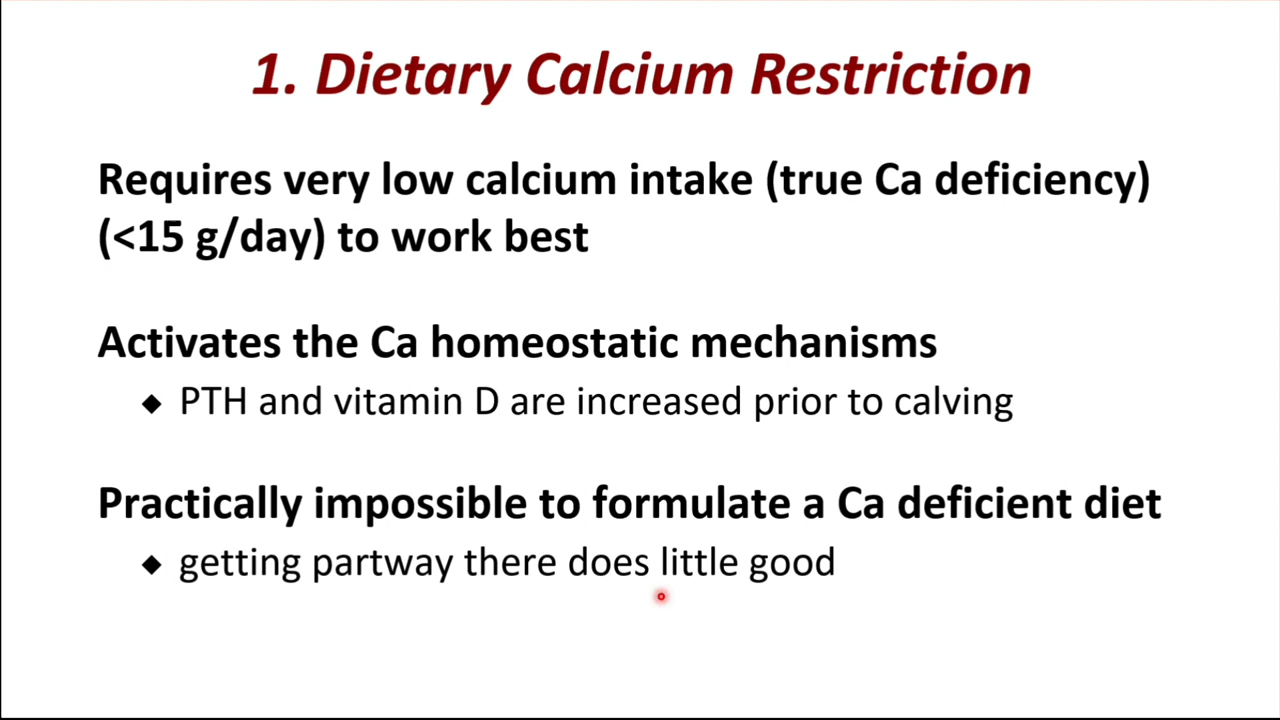 1. Dietary Calcium Restriction
Requires very low calcium intake (true Ca deficiency)
(<15 g/day) to work best
Activates the Ca homeostatic mechanisms
◆ PTH and vitamin D are increased prior to calving
Practically impossible to formulate a Ca deficient diet
◆ getting partway there does little good